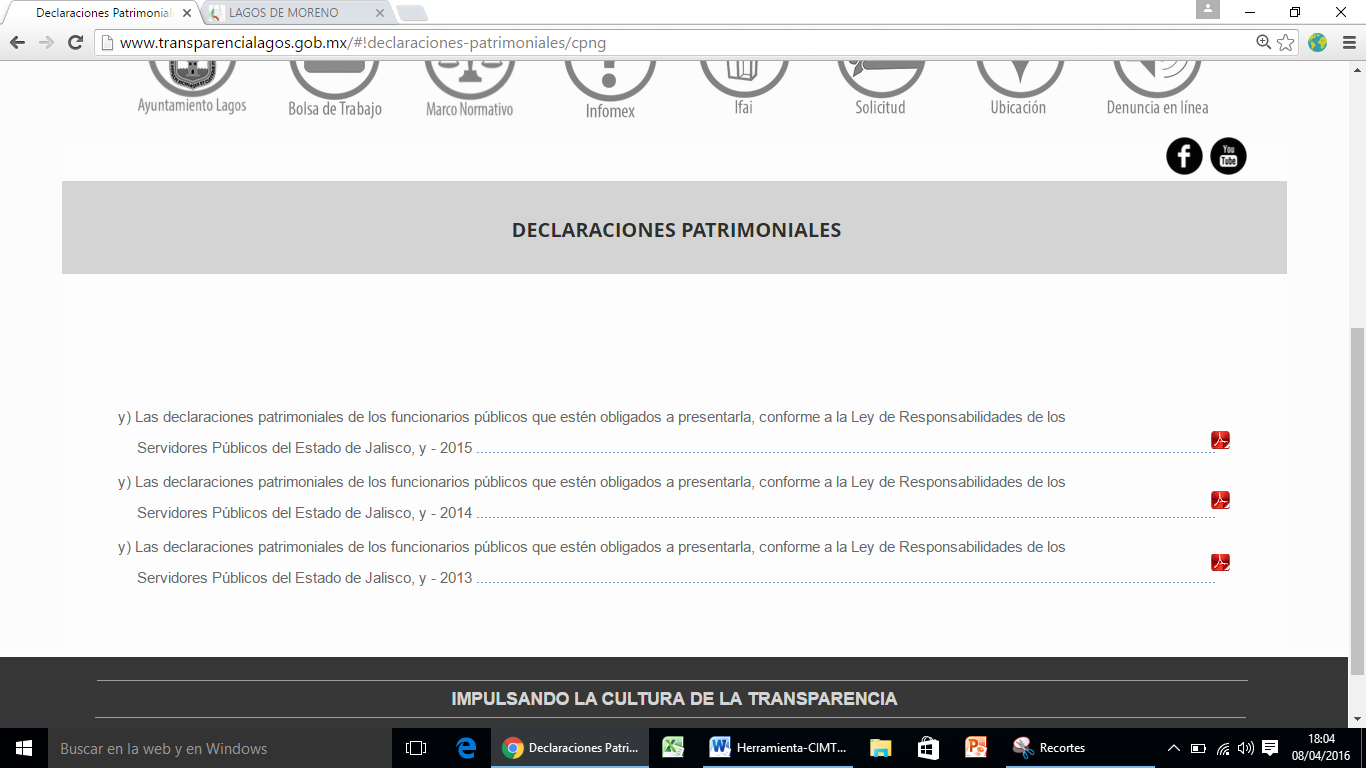 Declaraciones Patrimonial
LAGOS DE MORENO
www.transparencialagos.gob.mx/#!declaraciones-patrimoniales/cpng
Ayuntamiento Lagos
Bolsa de Trabajo
Marco Normativo
Infomex
Ifai
Solicitud
Ubicación
Denuncia en línea
f
You
Tube
DECLARACIONES PATRIMONIALES
y) Las declaraciones patrimoniales de los funcionarios públicos que estén obligados a presentarla, conforme a la Ley de Responsabilidades de los
Servidores Públicos del Estado de Jalisco, y - 2015
y) Las declaraciones patrimoniales de los funcionarios públicos que estén obligados a presentarla, conforme a la Ley de Responsabilidades de los
Servidores Públicos del Estado de Jalisco, y - 2014
y) Las declaraciones patrimoniales de los funcionarios públicos que estén obligados a presentarla, conforme a la Ley de Responsabilidades de los
Servidores Públicos del Estado de Jalisco, y - 2013
IMPULSANDO LA CULTURA DE LA TRANSPARENCIA
Buscar en la web y en Windows
Declaraciones Patri...
Herramienta-CIMT...
Recortes
18:04
08/04/2016